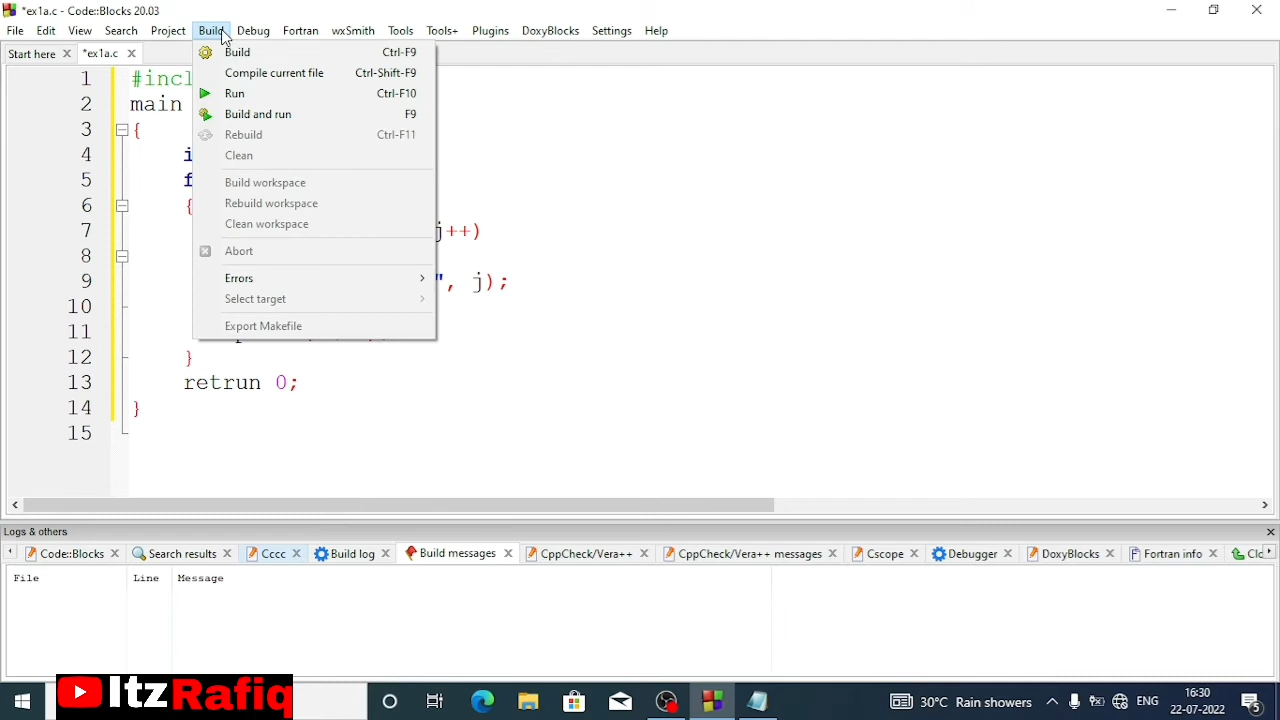 *ex1a.c - Code::Blocks 20.03
File Edit View Search Project Build Debug Fortran wxSmith Tools Tools+ Plugins DoxyBlocks Settings Help
Start here *ex1a.c
Build Ctrl-F9
Compile current file Ctrl-Shift-F9
Run Ctrl-F10
Build and run F9
Rebuild Ctrl-F11
Clean
Build workspace
Rebuild workspace
Clean workspace
Abort
Errors
Select target
Export Makefile
1 #incl
2 main
3 {
4 i
5 f
6 {
7 j++)
8
9 ", j);
10
11
12 }
13 retrun 0;
14 }
15
Logs & others
Code::Blocks Search results Cccc Build log Build messages CppCheck/Vera++ CppCheck/Vera++ messages Cscope Debugger DoxyBlocks Fortran info Clo
File Line Message
ItzRafiq
30°C Rain showers ENG 16:30
22-07-2022 5